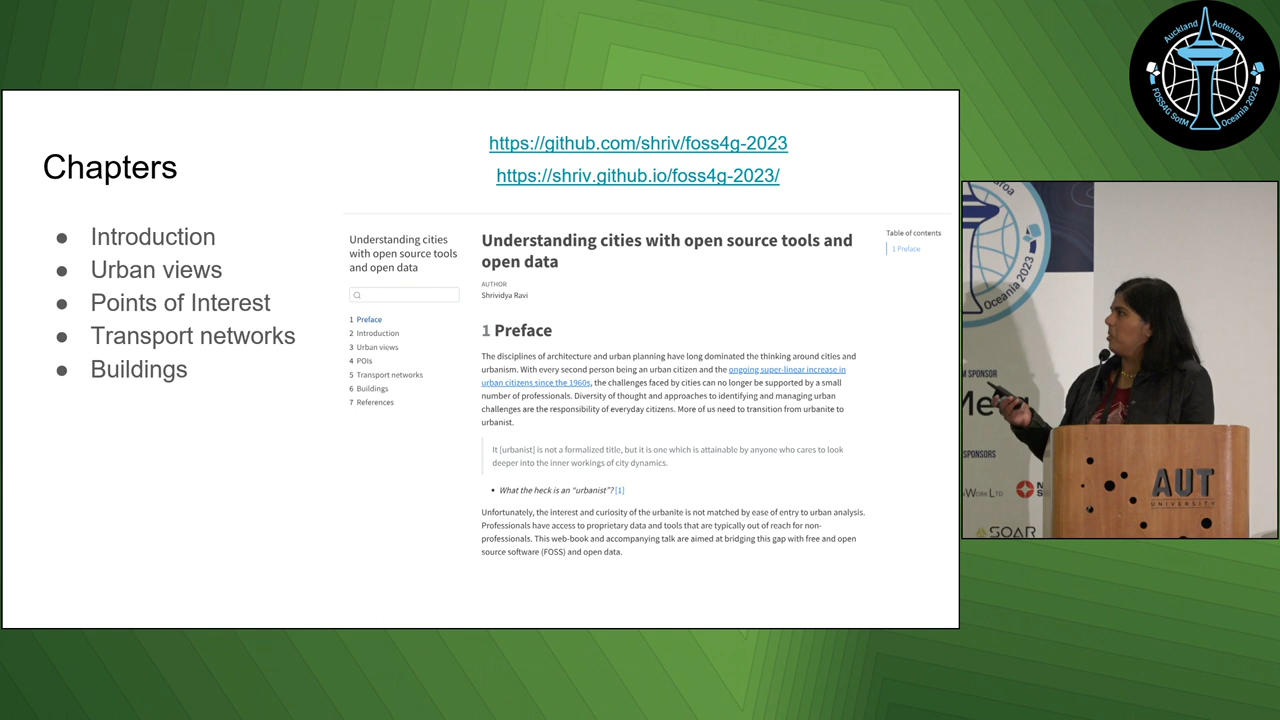 Chapters
● Introduction
● Urban views
● Points of Interest
● Transport networks
● Buildings
https://github.com/shriv/foss4g-2023
https://shriv.github.io/foss4g-2023/
Understanding cities
with open source tools
and open data
1 Preface
2 Introduction
3 Urban views
4 POIs
5 Transport networks
6 Buildings
7 References
Understanding cities with open source tools and
open data
AUTHOR
Shrividya Ravi
1 Preface
The disciplines of architecture and urban planning have long dominated the thinking around cities and
urbanism. With every second person being an urban citizen and the ongoing super-linear increase in
urban citizens since the 1960s, the challenges faced by cities can no longer be supported by a small
number of professionals. Diversity of thought and approaches to identifying and managing urban
challenges are the responsibility of everyday citizens. More of us need to transition from urbanite to
urbanist.
It [urbanist] is not a formalized title, but it is one which is attainable by anyone who cares to look
deeper into the inner workings of city dynamics.
• What the heck is an “urbanist”? [1]
Unfortunately, the interest and curiosity of the urbanite is not matched by ease of entry to urban analysis.
Professionals have access to proprietary data and tools that are typically out of reach for non-
professionals. This web-book and accompanying talk are aimed at bridging this gap with free and open
source software (FOSS) and open data.
Table of contents
1 Preface
Auckland Aotearoa
FOSS4G SotM Oceania 2023
Oceania 2023
SPONSOR
SPONSORS
SOAR
AUT
UNIVERSITY